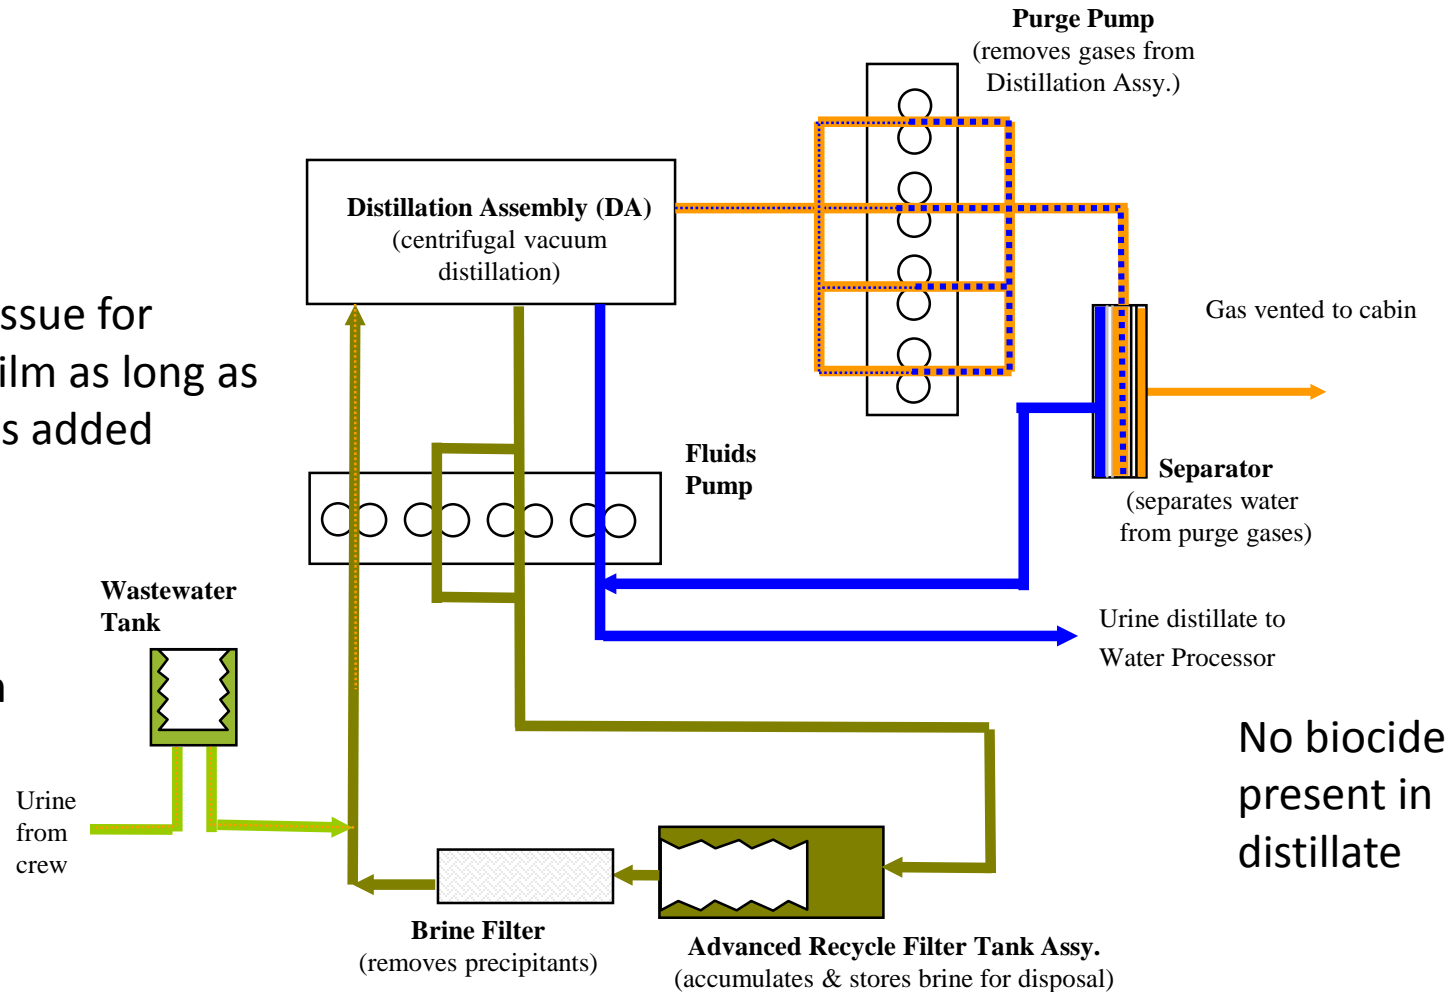 Purge Pump
(removes gases from
Distillation Assy.)
Distillation Assembly (DA)
(centrifugal vacuum
distillation)
ssue for
ilm as long as
s added
Gas vented to cabin
Fluids
Pump
Separator
(separates water
from purge gases)
Wastewater
Tank
Urine distillate to
Water Processor
No biocide
present in
distillate
Urine
from
crew
Brine Filter
(removes precipitants)
Advanced Recycle Filter Tank Assy.
(accumulates & stores brine for disposal)